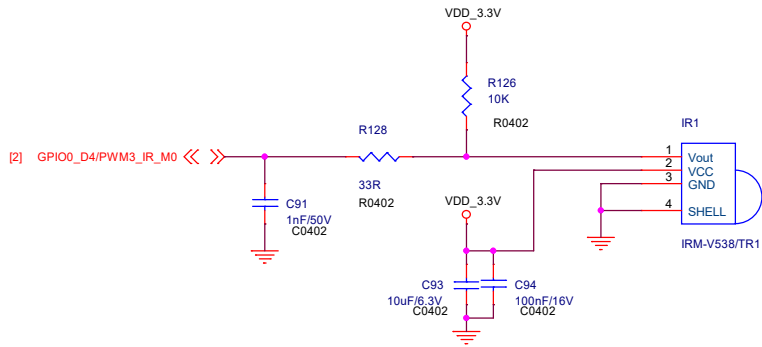 VDD_3.3V
R126
10K
R0402
IR1
R128
[2] GPIO0_D4/PWM3_IR_M0
33R
R0402
1 Vout
2 VCC
3 GND
4 SHELL
C91
1nF/50V
C0402
VDD_3.3V
IRM-V538/TR1
C93
10uF/6.3V
C0402
C94
100nF/16V
C0402